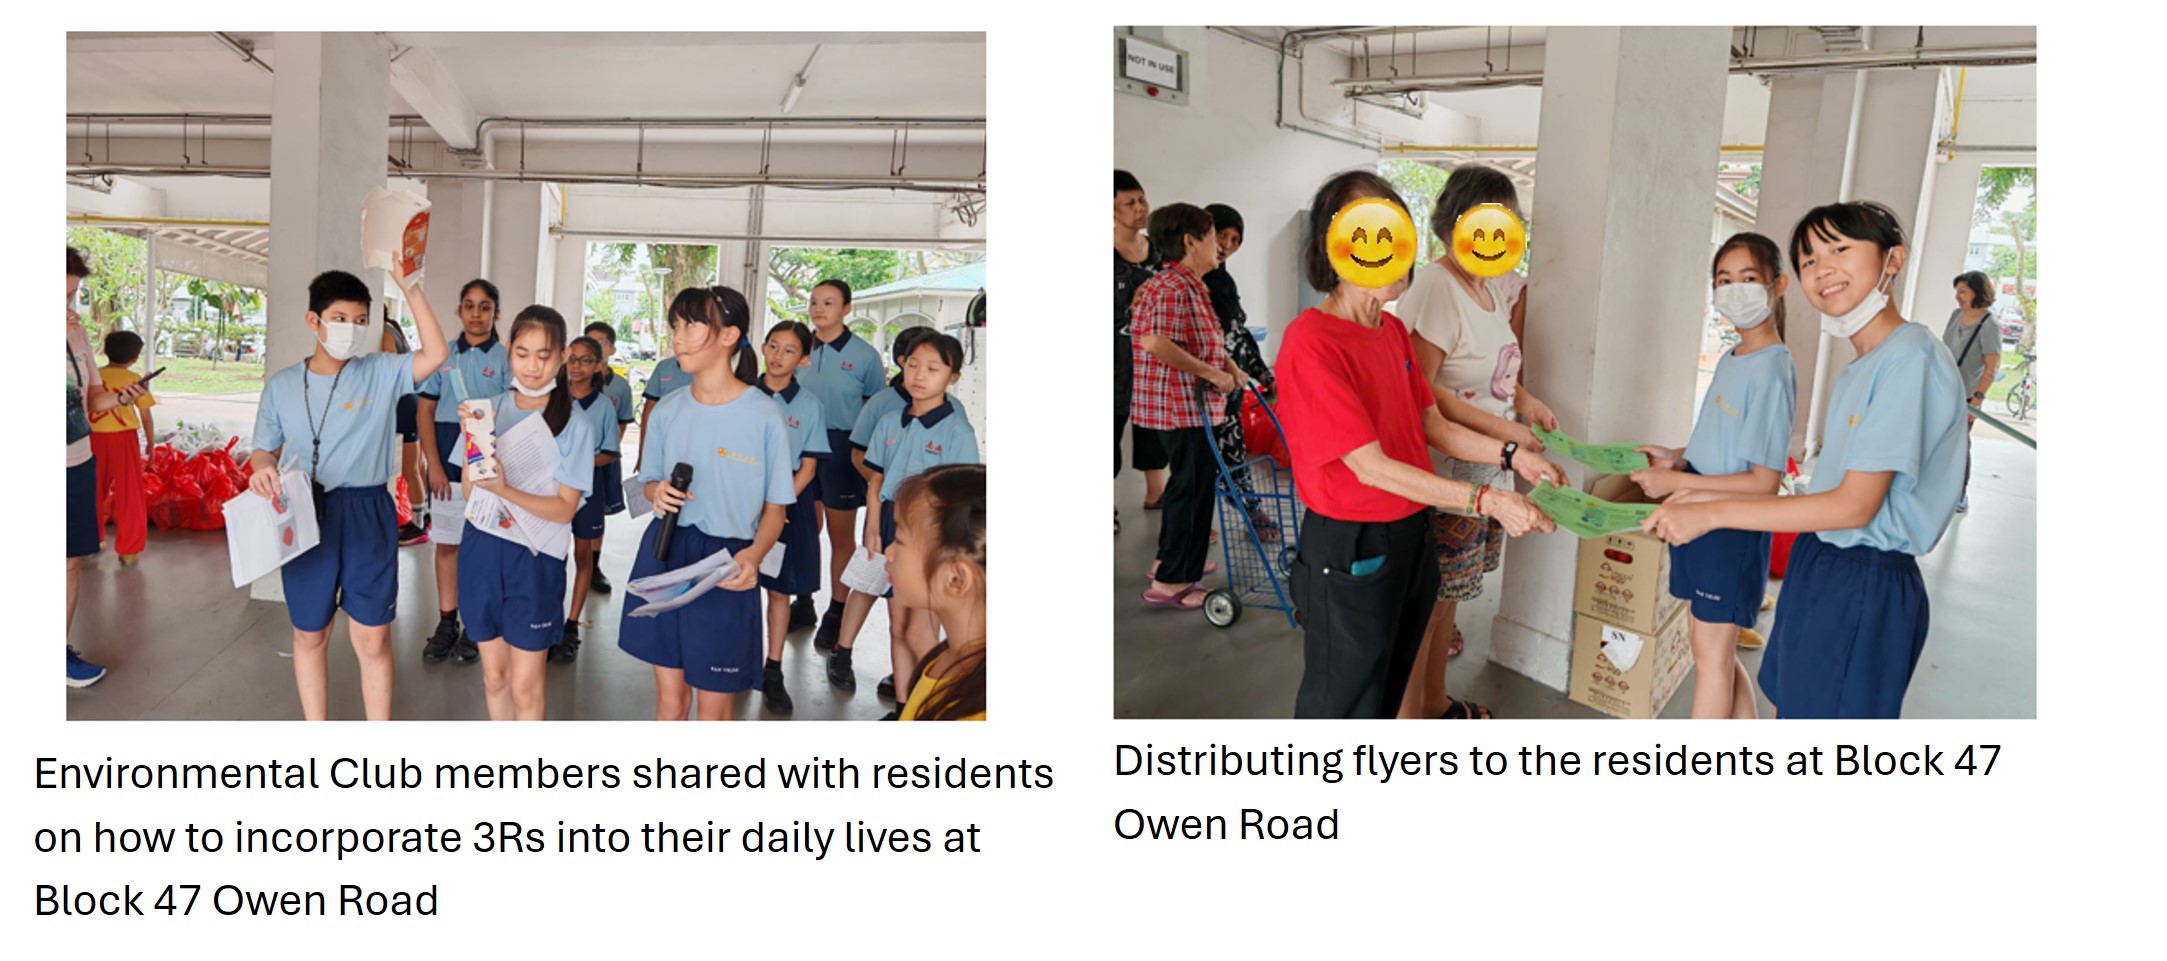 NOT IN USE
SN
Environmental Club members shared with residents
on how to incorporate 3Rs into their daily lives at
Block 47 Owen Road
Distributing flyers to the residents at Block 47
Owen Road